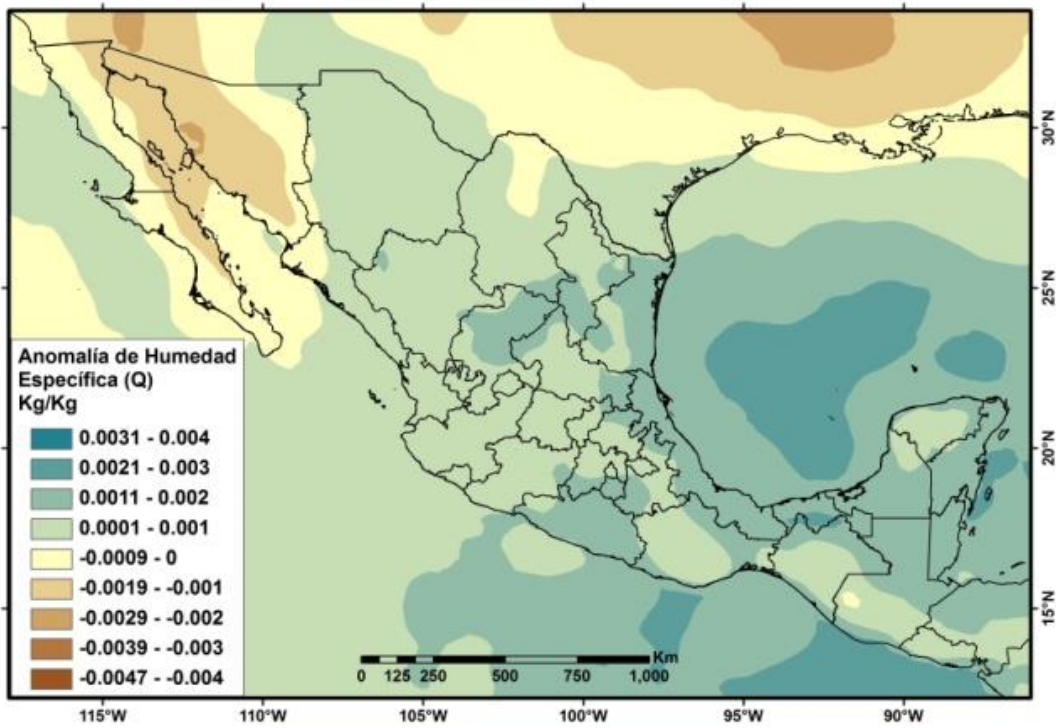 Anomalía de Humedad
Específica (Q)
Kg/Kg
0.0031 - 0.004
0.0021 - 0.003
0.0011 - 0.002
0.0001 - 0.001
-0.0009 - 0
-0.0019 - -0.001
-0.0029 - -0.002
-0.0039 - -0.003
-0.0047 - -0.004
Km
0 125 250 500 750 1,000
30°N
25°N
20°N
15°N
115°W 110°W 105°W 100°W 95°W 90°W